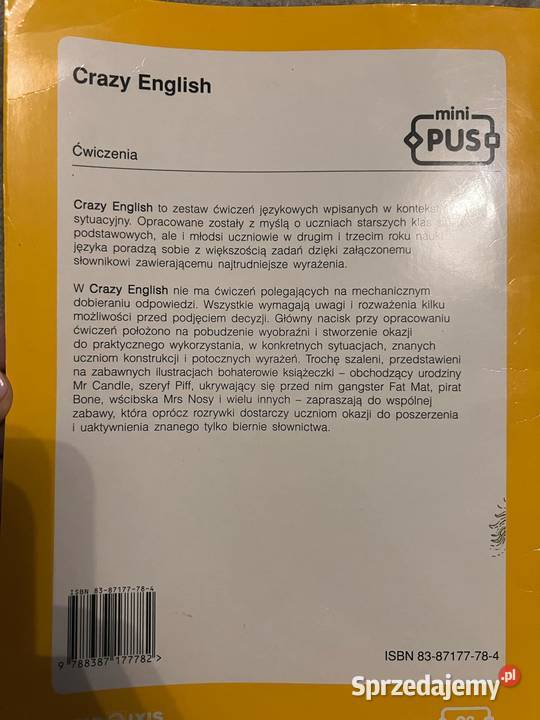 Crazy English
mini
PUS
Ćwiczenia
Crazy English to zestaw ćwiczeń językowych wpisanych w kontekst
sytuacyjny. Opracowane zostały z myślą o uczniach starszych klas
podstawowych, ale i młodsi uczniowie w drugim i trzecim roku nauki
języka poradzą sobie z większością zadań dzięki załączonemu
słownikowi zawierającemu najtrudniejsze wyrażenia.
W Crazy English nie ma ćwiczeń polegających na mechanicznym
dobieraniu odpowiedzi. Wszystkie wymagają uwagi i rozważenia kilku
możliwości przed podjęciem decyzji. Główny nacisk przy opracowaniu
ćwiczeń położono na pobudzenie wyobraźni i stworzenie okazji
do praktycznego wykorzystania, w konkretnych sytuacjach, znanych
uczniom konstrukcji i potocznych wyrażeń. Trochę szaleni, przedstawieni
na zabawnych ilustracjach bohaterowie książeczki – obchodzący urodziny
Mr Candle, szeryf Piff, ukrywający się przed nim gangster Fat Mat, pirat
Bone, wścibska Mrs Nosy i wielu innych – zapraszają do wspólnej
zabawy, która oprócz rozrywki dostarczy uczniom okazji do poszerzenia
i uaktywnienia znanego tylko biernie słownictwa.
ISBN 83-87177-78-4
9 788387 177782 >
ISBN 83-87177-78-4
Sprzedajemy.pl